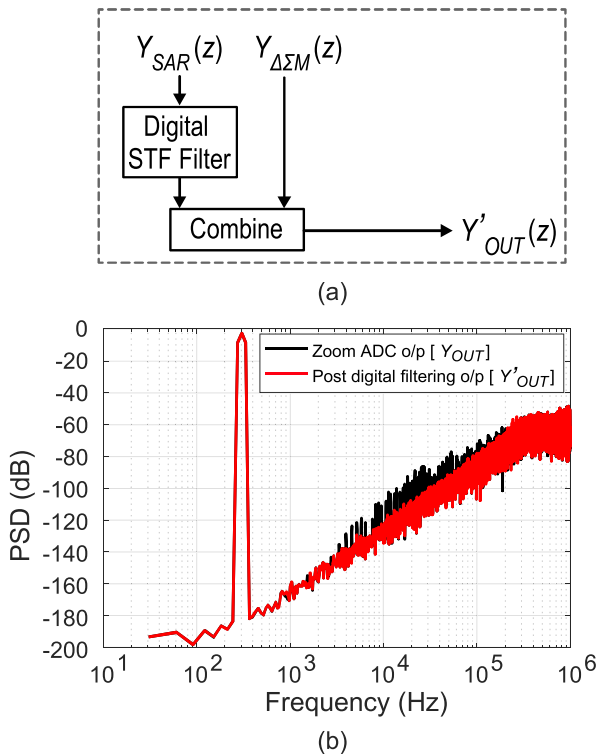 Y_SAR(z) Y_ΔΣM(z)
Digital
STF Filter
Combine
Y'_OUT(z)
(a)
0
-20
-40
-60
-80
-100
-120
-140
-160
-180
-200
PSD (dB)
Zoom ADC o/p [ Y_OUT]
Post digital filtering o/p [ Y'_OUT]
10^1 10^2 10^3 10^4 10^5 10^6
Frequency (Hz)
(b)